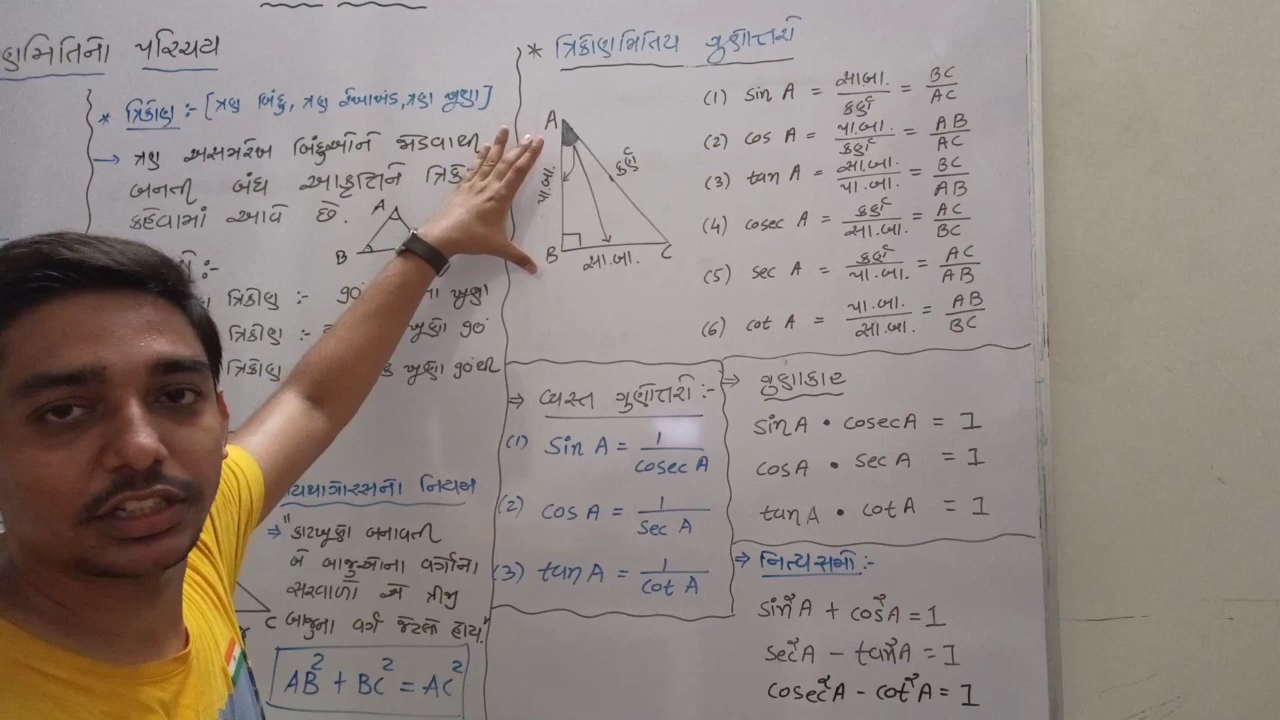 પરિચય
* ત્રિકોણ :- [ત્રણ બિંદુ, ત્રણ રેખાખંડ, ત્રણ ખૂણા]
→ ત્રણ અસમરેખ બિંદુઓને જોડવાથી
બનતી બંધ આકૃતિને
કહેવામાં આવે છે.
A
B
ત્રિકોણ :- 90 ખૂણા
ત્રિકોણ :- ખૂણો 90
ત્રિકોણ ખૂણો 90થી
પાયથાગોરસનો નિયમ
⇒ "કાટખૂણો બનાવતી
બે બાજુઓના વર્ગોના
સરવાળો એ ત્રીજી
C બાજુના વર્ગ જેટલો હોય."
AB² + BC² = AC²
* ત્રિકોણમિતિય ગુણોત્તરો
A
પા.બા.
કર્ણ
B સા.બા. C
(1) sin A = સા.બા./કર્ણ = BC/AC
(2) cos A = પા.બા./કર્ણ = AB/AC
(3) tan A = સા.બા./પા.બા. = BC/AB
(4) cosec A = કર્ણ/સા.બા. = AC/BC
(5) sec A = કર્ણ/પા.બા. = AC/AB
(6) cot A = પા.બા./સા.બા. = AB/BC
⇒ વ્યસ્ત ગુણોત્તરો :-
(1) sin A = 1/cosec A
(2) cos A = 1/sec A
(3) tan A = 1/cot A
⇒ ગુણાકાર
sin A · cosec A = 1
cos A · sec A = 1
tan A · cot A = 1
⇒ નિત્યસમો :-
sin²A + cos²A = 1
sec²A - tan²A = 1
cosec²A - cot²A = 1